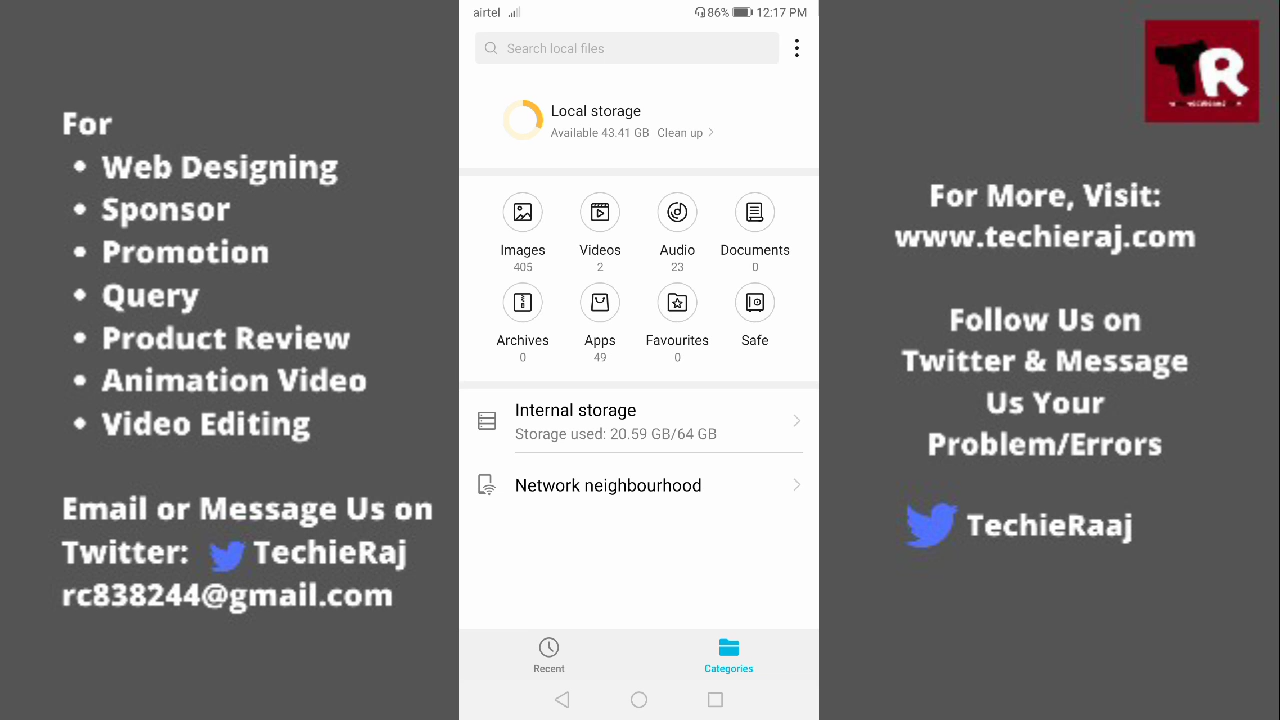 For
• Web Designing
• Sponsor
• Promotion
• Query
• Product Review
• Animation Video
• Video Editing
Email or Message Us on
Twitter: TechieRaj
rc838244@gmail.com
airtel 86% 12:17 PM
Search local files
Local storage
Available 43.41 GB Clean up
Images Videos Audio Documents
405 2 23 0
Archives Apps Favourites Safe
0 49 0
Internal storage
Storage used: 20.59 GB/64 GB
Network neighbourhood
Recent Categories
TR
For More, Visit:
www.techieraj.com
Follow Us on
Twitter & Message
Us Your
Problem/Errors
TechieRaaj